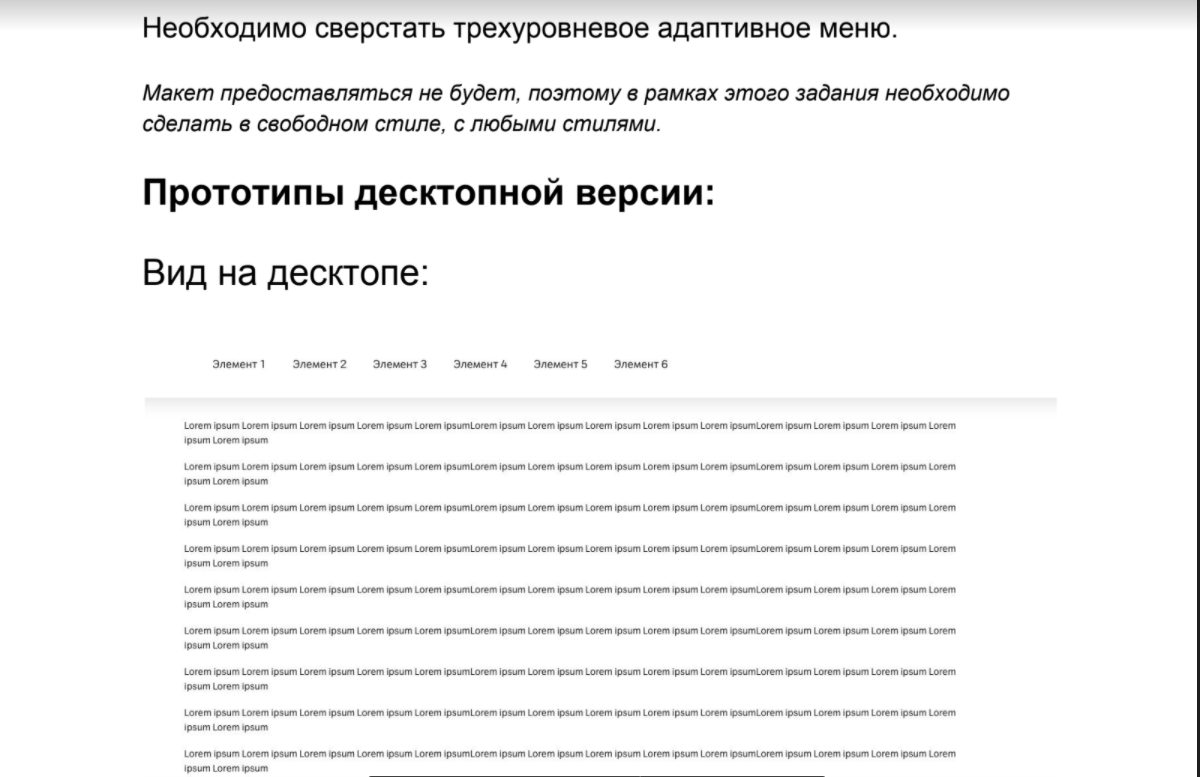 Необходимо сверстать трехуровневое адаптивное меню.
Макет предоставляться не будет, поэтому в рамках этого задания необходимо
сделать в свободном стиле, с любыми стилями.
Прототипы десктопной версии:
Вид на десктопе:
Элемент 1 Элемент 2 Элемент 3 Элемент 4 Элемент 5 Элемент 6
Lorem ipsum Lorem ipsum Lorem ipsum Lorem ipsum Lorem ipsumLorem ipsum Lorem ipsum Lorem ipsum Lorem ipsum Lorem ipsumLorem ipsum Lorem ipsum Lorem ipsum Lorem
ipsum Lorem ipsum
Lorem ipsum Lorem ipsum Lorem ipsum Lorem ipsum Lorem ipsumLorem ipsum Lorem ipsum Lorem ipsum Lorem ipsum Lorem ipsumLorem ipsum Lorem ipsum Lorem ipsum Lorem
ipsum Lorem ipsum
Lorem ipsum Lorem ipsum Lorem ipsum Lorem ipsum Lorem ipsumLorem ipsum Lorem ipsum Lorem ipsum Lorem ipsum Lorem ipsumLorem ipsum Lorem ipsum Lorem ipsum Lorem
ipsum Lorem ipsum
Lorem ipsum Lorem ipsum Lorem ipsum Lorem ipsum Lorem ipsumLorem ipsum Lorem ipsum Lorem ipsum Lorem ipsum Lorem ipsumLorem ipsum Lorem ipsum Lorem ipsum Lorem
ipsum Lorem ipsum
Lorem ipsum Lorem ipsum Lorem ipsum Lorem ipsum Lorem ipsumLorem ipsum Lorem ipsum Lorem ipsum Lorem ipsum Lorem ipsumLorem ipsum Lorem ipsum Lorem ipsum Lorem
ipsum Lorem ipsum
Lorem ipsum Lorem ipsum Lorem ipsum Lorem ipsum Lorem ipsumLorem ipsum Lorem ipsum Lorem ipsum Lorem ipsum Lorem ipsumLorem ipsum Lorem ipsum Lorem ipsum Lorem
ipsum Lorem ipsum
Lorem ipsum Lorem ipsum Lorem ipsum Lorem ipsum Lorem ipsumLorem ipsum Lorem ipsum Lorem ipsum Lorem ipsum Lorem ipsumLorem ipsum Lorem ipsum Lorem ipsum Lorem
ipsum Lorem ipsum
Lorem ipsum Lorem ipsum Lorem ipsum Lorem ipsum Lorem ipsumLorem ipsum Lorem ipsum Lorem ipsum Lorem ipsum Lorem ipsumLorem ipsum Lorem ipsum Lorem ipsum Lorem
ipsum Lorem ipsum
Lorem ipsum Lorem ipsum Lorem ipsum Lorem ipsum Lorem ipsumLorem ipsum Lorem ipsum Lorem ipsum Lorem ipsum Lorem ipsumLorem ipsum Lorem ipsum Lorem ipsum Lorem
ipsum Lorem ipsum